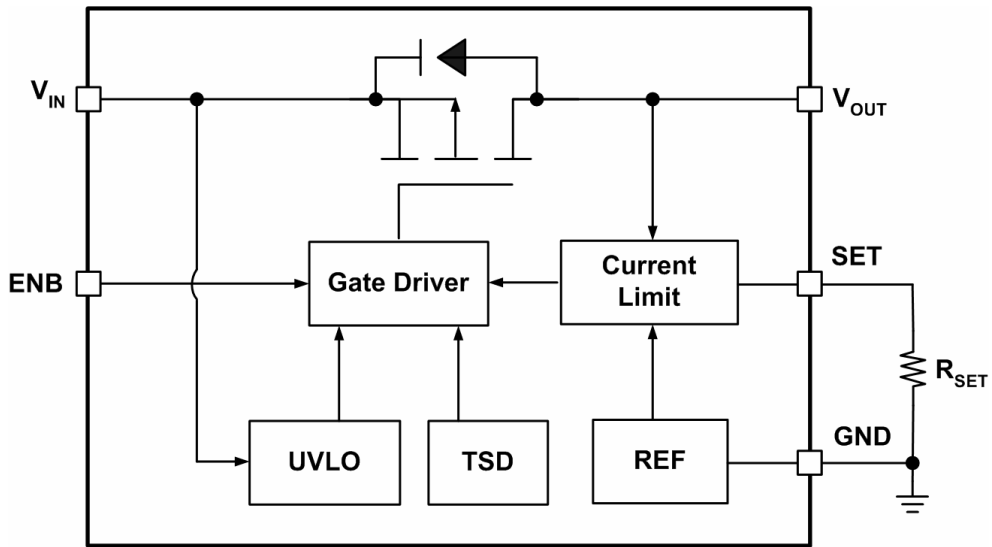 VIN
VOUT
ENB
Gate Driver
Current
Limit
SET
RSET
UVLO
TSD
REF
GND